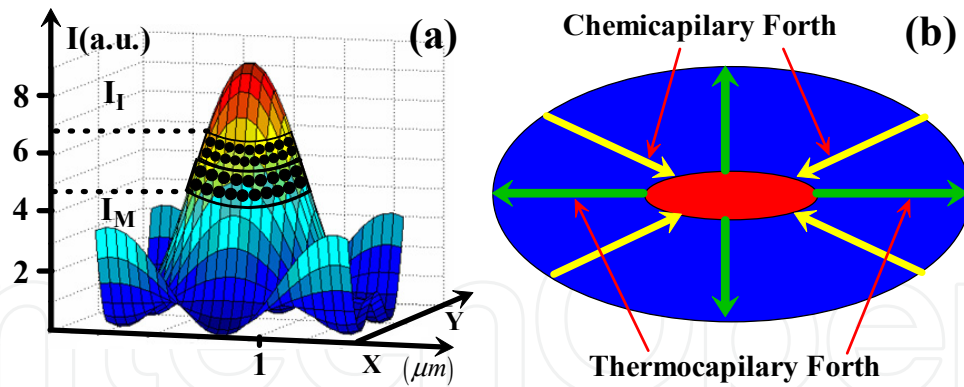 I(a.u.)
(a)
8
I_I
6
4
I_M
2
Y
1
X
(μm)
Chemicapilary Forth
(b)
Thermocapilary Forth